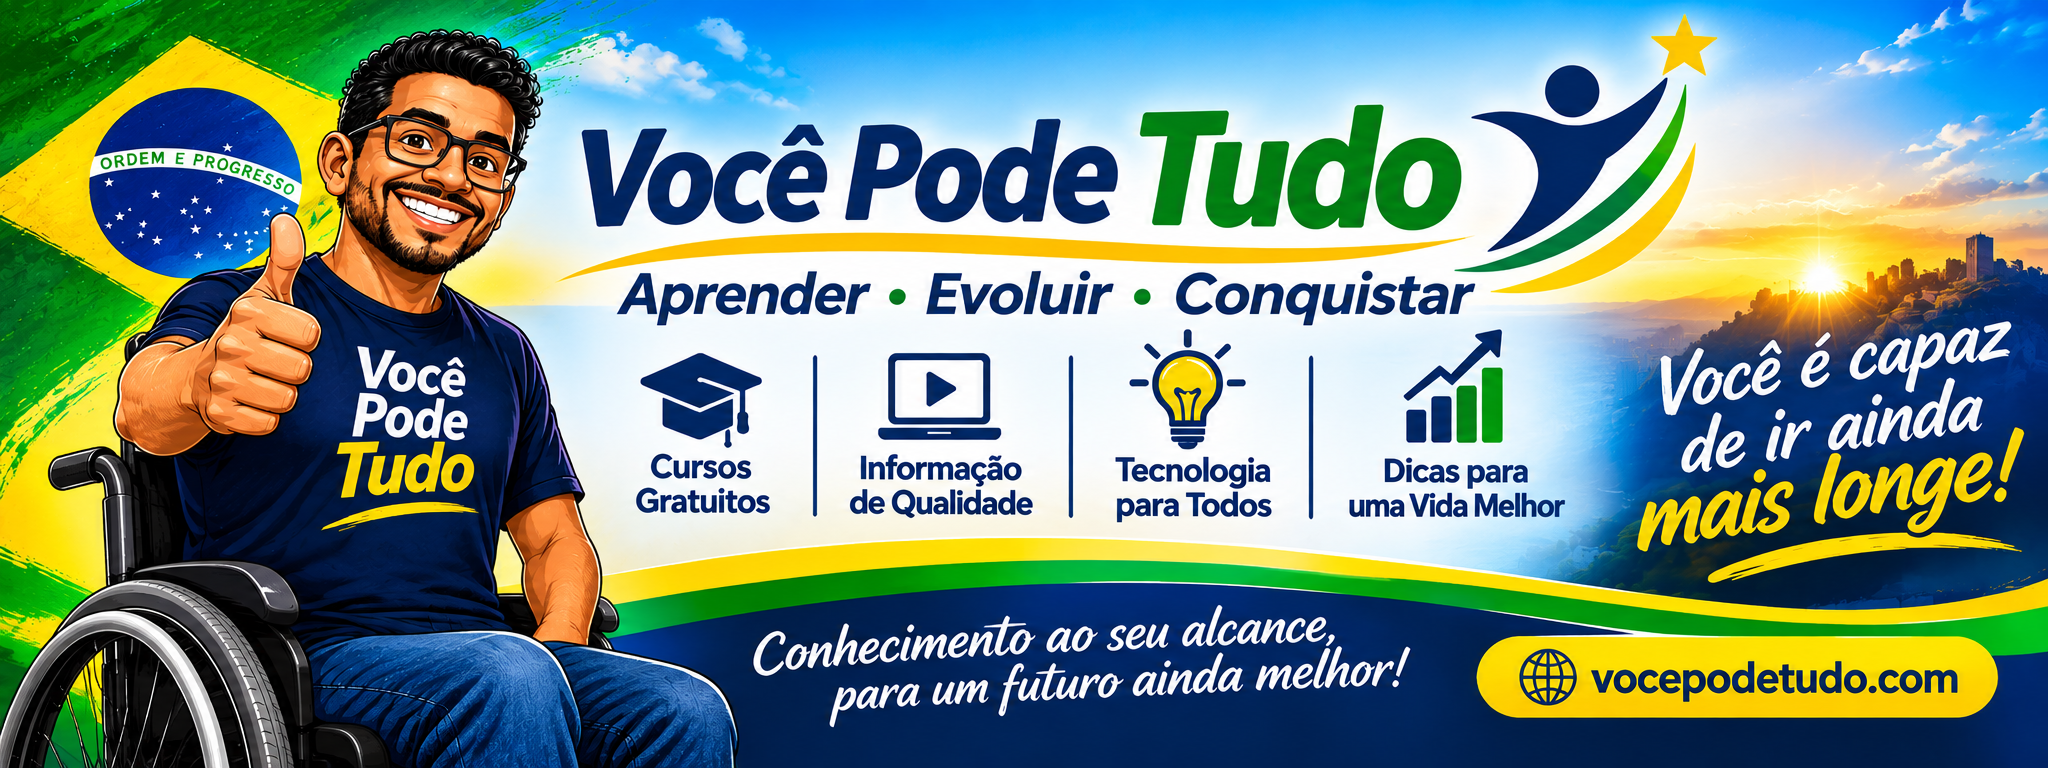 ORDEM E PROGRESSO
Você
Pode
Tudo
Você Pode Tudo
Aprender • Evoluir • Conquistar
Cursos
Gratuitos
Informação
de Qualidade
Tecnologia
para Todos
Dicas para
uma Vida Melhor
Você é capaz
de ir ainda
mais longe!
Conhecimento ao seu alcance,
para um futuro ainda melhor!
vocepodetudo.com